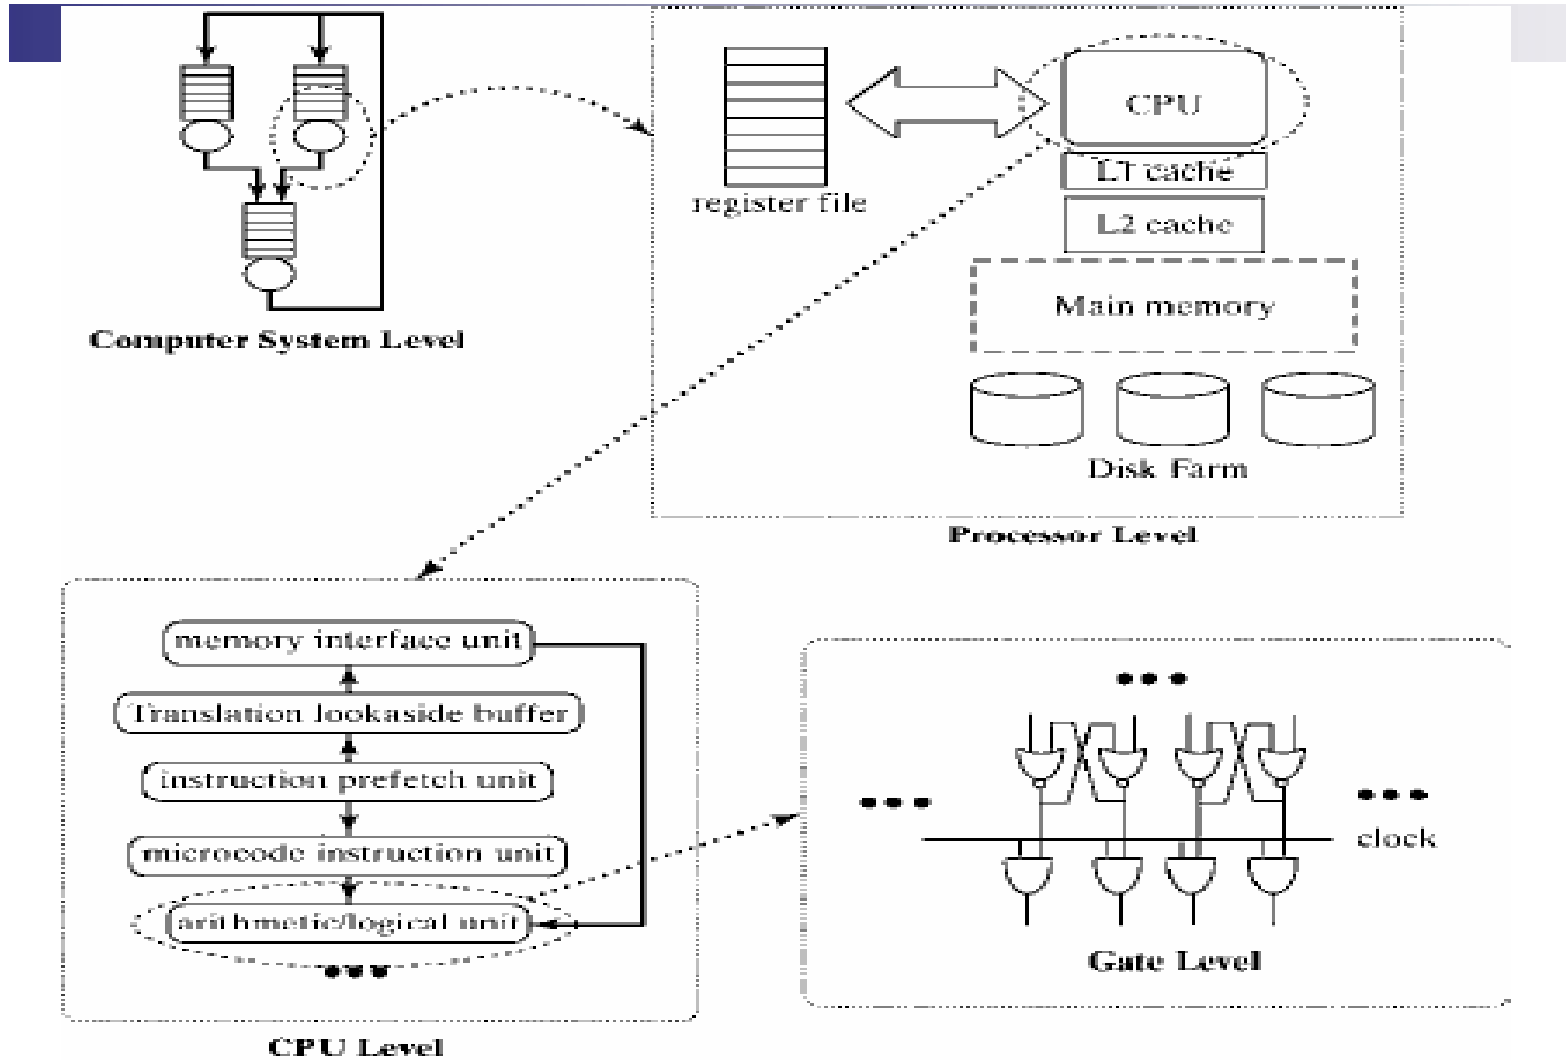 Computer System Level
register file
CPU
L1 cache
L2 cache
Main memory
Disk Farm
Processor Level
memory interface unit
Translation lookaside buffer
instruction prefetch unit
microcode instruction unit
arithmetic/logical unit
CPU Level
clock
Gate Level